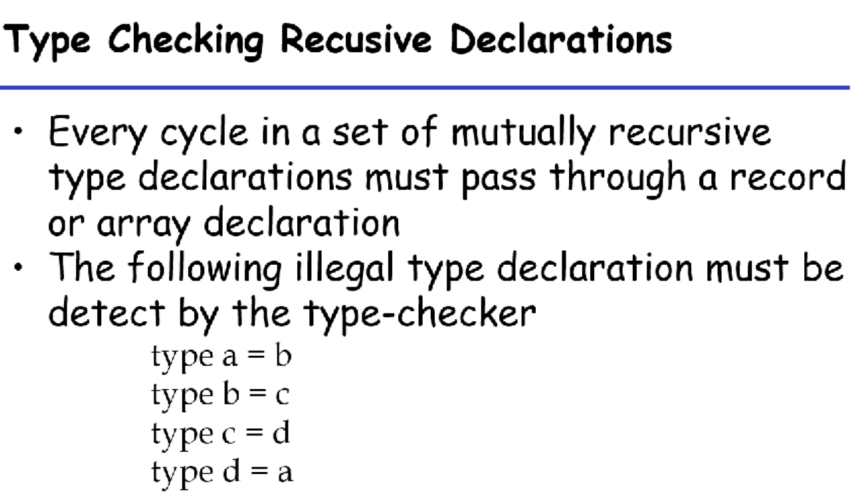 Type Checking Recusive Declarations
• Every cycle in a set of mutually recursive
type declarations must pass through a record
or array declaration
• The following illegal type declaration must be
detect by the type-checker
type a = b
type b = c
type c = d
type d = a